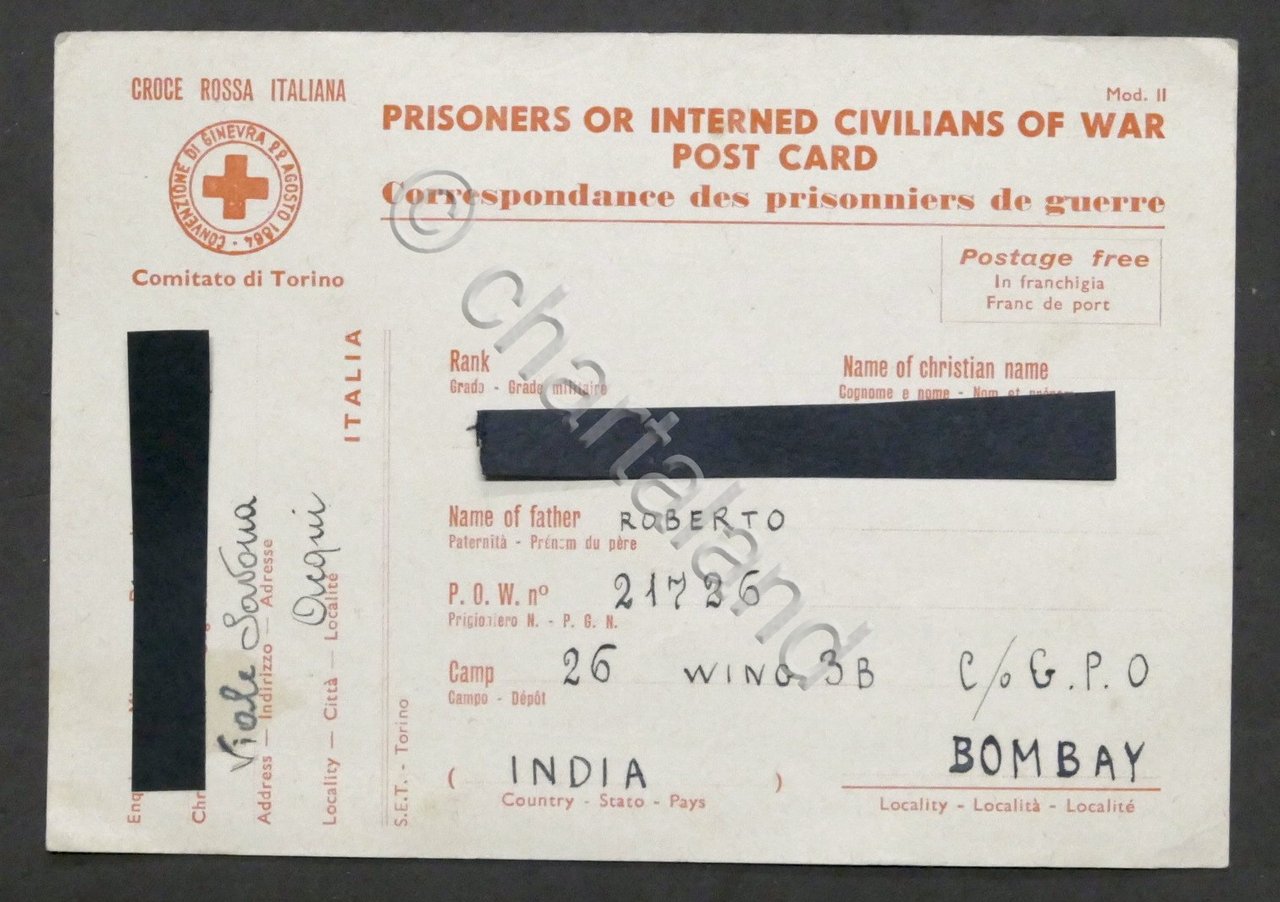 CROCE ROSSA ITALIANA
CONVENZIONE DI GINEVRA 22 AGOSTO 1864
Comitato di Torino
Mod. II
PRISONERS OR INTERNED CIVILIANS OF WAR
POST CARD
Correspondance des prisonniers de guerre
Postage free
In franchigia
Franc de port
Rank
Grado - Grade militaire
Name of christian name
Cognome e nome - Nom et prénom
Name of father ROBERTO
Paternità - Prénom du père
P. O. W. nº 21726
Prigioniero N. - P. G. N.
Camp 26 WING 3B C/o G.P.O
Campo - Dépôt
( INDIA ) BOMBAY
Country - Stato - Pays
Locality - Località - Localité
ITALIA
Viale Savona
Address — Indirizzo — Adresse
Acqui
Locality — Città — Localité
S.E.T. - Torino
© chartaland